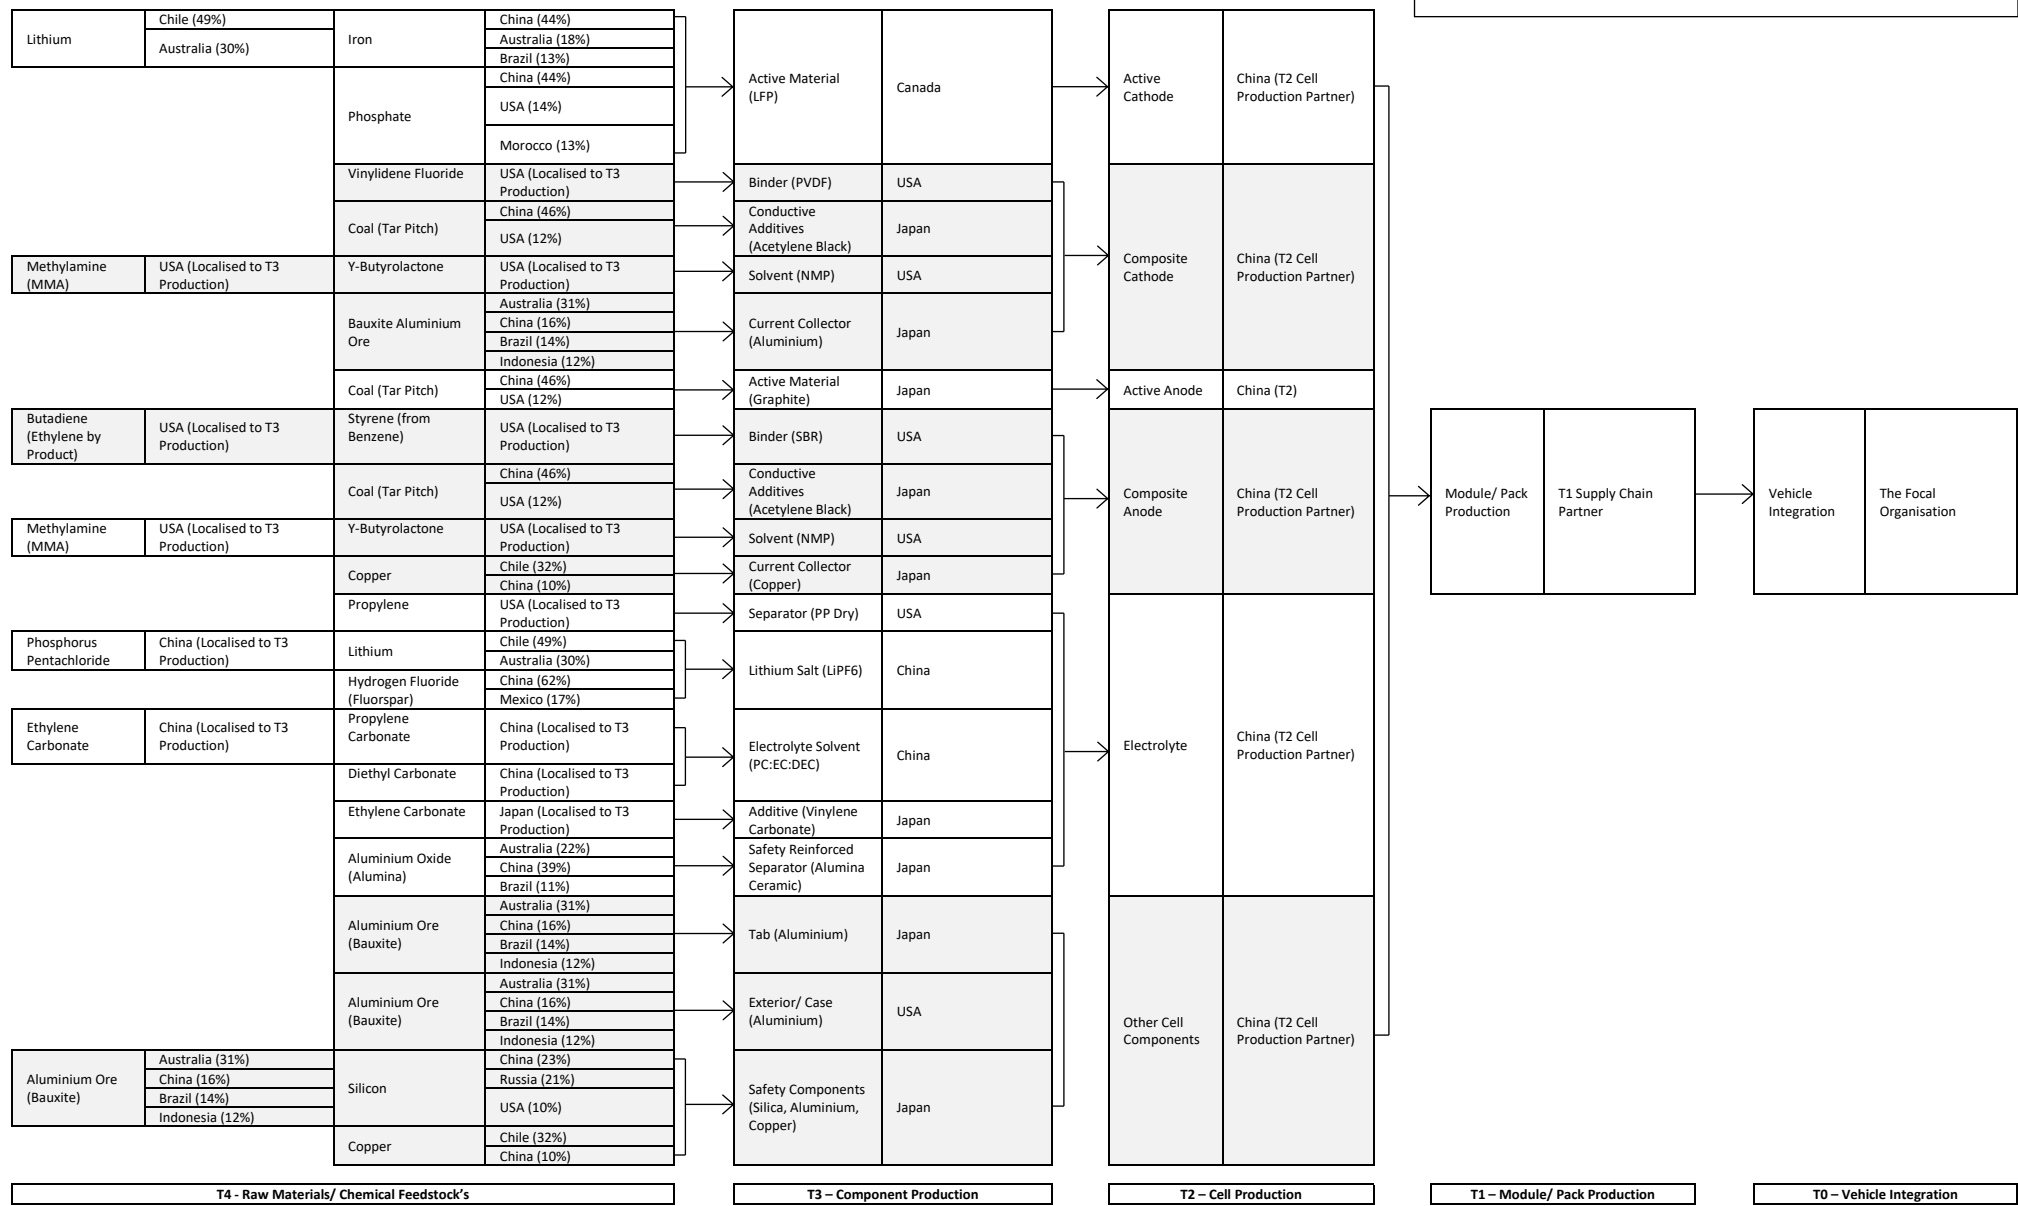 Lithium
Chile (49%)
Australia (30%)
Iron
China (44%)
Australia (18%)
Brazil (13%)
Phosphate
China (44%)
USA (14%)
Morocco (13%)
Active Material
(LFP)
Canada
Active
Cathode
China (T2 Cell
Production Partner)
Vinylidene Fluoride
USA (Localised to T3
Production)
Binder (PVDF)
USA
Coal (Tar Pitch)
China (46%)
USA (12%)
Conductive
Additives
(Acetylene Black)
Japan
Methylamine
(MMA)
USA (Localised to T3
Production)
Y-Butyrolactone
USA (Localised to T3
Production)
Solvent (NMP)
USA
Bauxite Aluminium
Ore
Australia (31%)
China (16%)
Brazil (14%)
Indonesia (12%)
Current Collector
(Aluminium)
Japan
Composite
Cathode
China (T2 Cell
Production Partner)
Coal (Tar Pitch)
China (46%)
USA (12%)
Active Material
(Graphite)
Japan
Active Anode
China (T2)
Butadiene
(Ethylene by
Product)
USA (Localised to T3
Production)
Styrene (from
Benzene)
USA (Localised to T3
Production)
Binder (SBR)
USA
Coal (Tar Pitch)
China (46%)
USA (12%)
Conductive
Additives
(Acetylene Black)
Japan
Methylamine
(MMA)
USA (Localised to T3
Production)
Y-Butyrolactone
USA (Localised to T3
Production)
Solvent (NMP)
USA
Copper
Chile (32%)
China (10%)
Current Collector
(Copper)
Japan
Composite
Anode
China (T2 Cell
Production Partner)
Module/ Pack
Production
T1 Supply Chain
Partner
Vehicle
Integration
The Focal
Organisation
Propylene
USA (Localised to T3
Production)
Separator (PP Dry)
USA
Phosphorus
Pentachloride
China (Localised to T3
Production)
Lithium
Chile (49%)
Australia (30%)
Hydrogen Fluoride
(Fluorspar)
China (62%)
Mexico (17%)
Lithium Salt (LiPF6)
China
Ethylene
Carbonate
China (Localised to T3
Production)
Propylene
Carbonate
China (Localised to T3
Production)
Diethyl Carbonate
China (Localised to T3
Production)
Electrolyte Solvent
(PC:EC:DEC)
China
Electrolyte
China (T2 Cell
Production Partner)
Ethylene Carbonate
Japan (Localised to T3
Production)
Additive (Vinylene
Carbonate)
Japan
Aluminium Oxide
(Alumina)
Australia (22%)
China (39%)
Brazil (11%)
Safety Reinforced
Separator (Alumina
Ceramic)
Japan
Aluminium Ore
(Bauxite)
Australia (31%)
China (16%)
Brazil (14%)
Indonesia (12%)
Tab (Aluminium)
Japan
Aluminium Ore
(Bauxite)
Australia (31%)
China (16%)
Brazil (14%)
Indonesia (12%)
Exterior/ Case
(Aluminium)
USA
Other Cell
Components
China (T2 Cell
Production Partner)
Aluminium Ore
(Bauxite)
Australia (31%)
China (16%)
Brazil (14%)
Indonesia (12%)
Silicon
China (23%)
Russia (21%)
USA (10%)
Copper
Chile (32%)
China (10%)
Safety Components
(Silica, Aluminium,
Copper)
Japan
T4 - Raw Materials/ Chemical Feedstock's
T3 – Component Production
T2 – Cell Production
T1 – Module/ Pack Production
T0 – Vehicle Integration